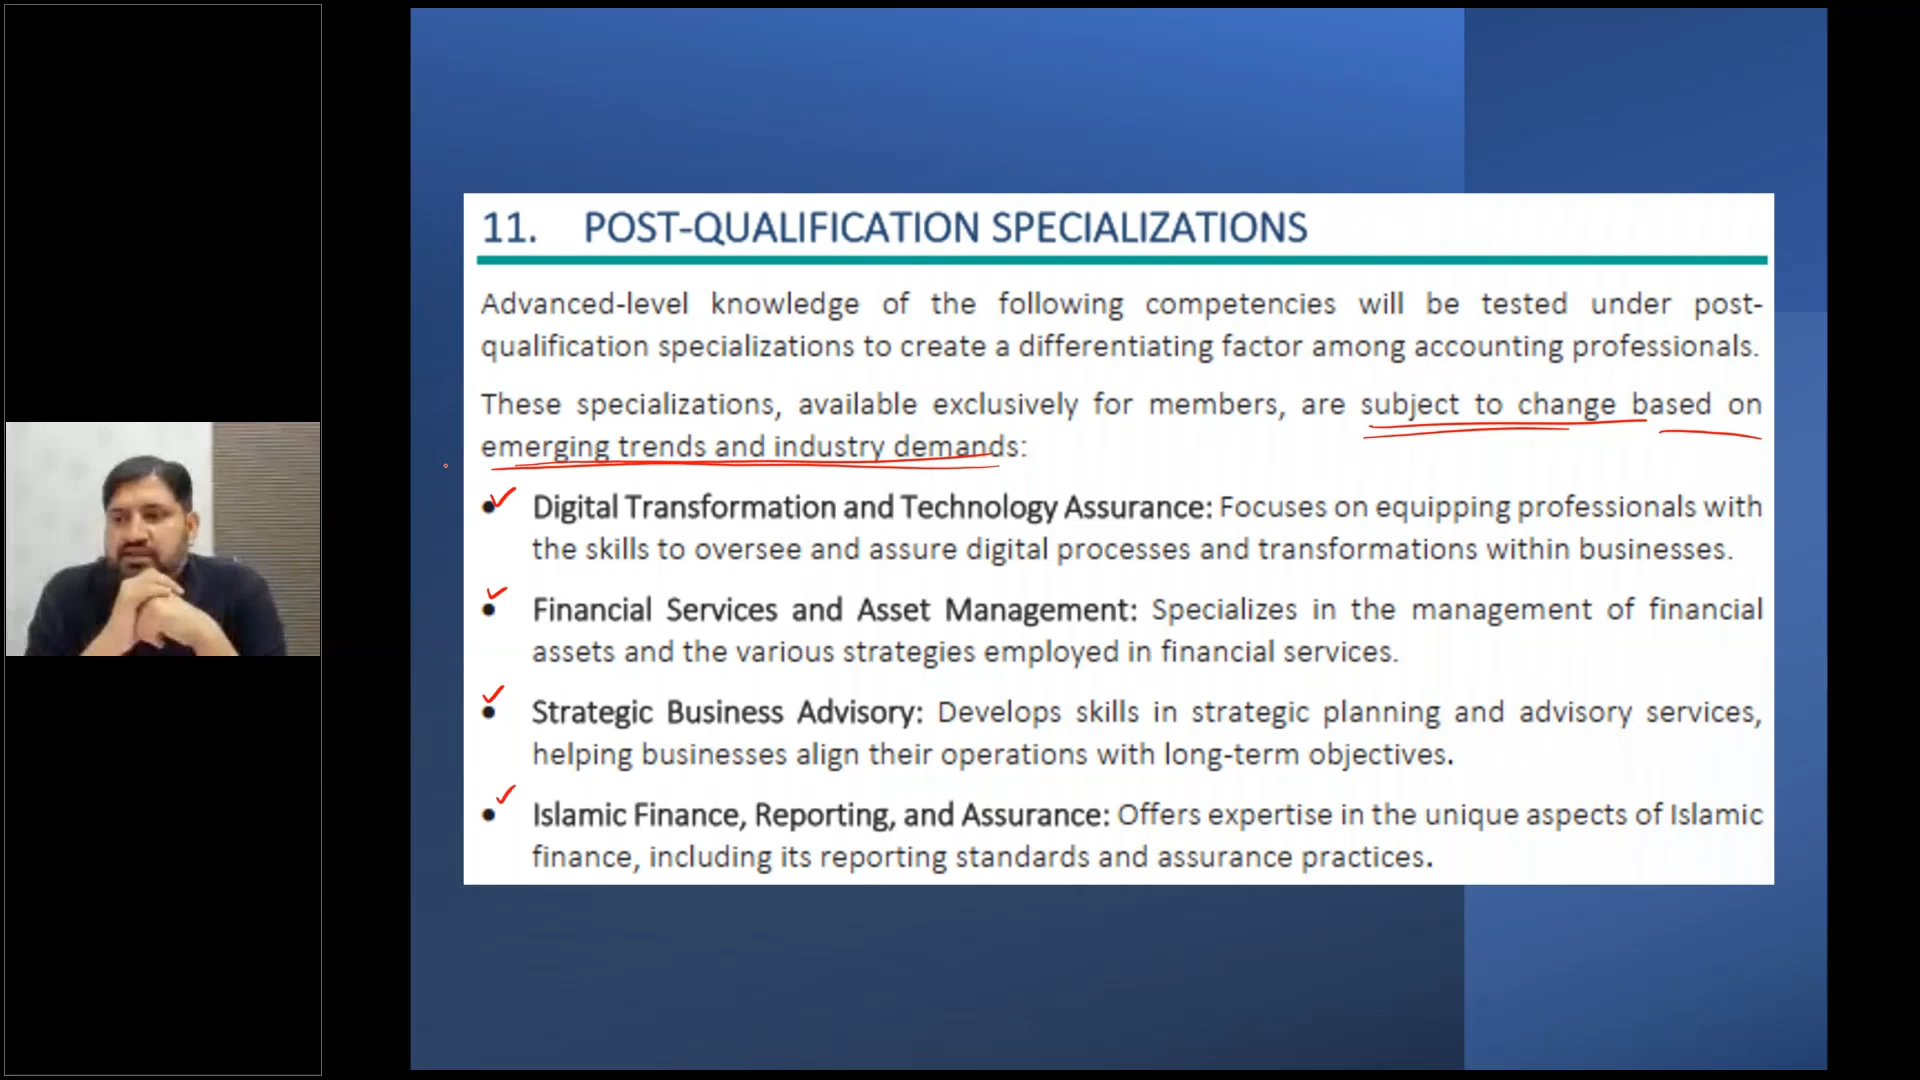 11. POST-QUALIFICATION SPECIALIZATIONS
Advanced-level knowledge of the following competencies will be tested under post-
qualification specializations to create a differentiating factor among accounting professionals.
These specializations, available exclusively for members, are subject to change based on
emerging trends and industry demands:
• Digital Transformation and Technology Assurance: Focuses on equipping professionals with
the skills to oversee and assure digital processes and transformations within businesses.
• Financial Services and Asset Management: Specializes in the management of financial
assets and the various strategies employed in financial services.
• Strategic Business Advisory: Develops skills in strategic planning and advisory services,
helping businesses align their operations with long-term objectives.
• Islamic Finance, Reporting, and Assurance: Offers expertise in the unique aspects of Islamic
finance, including its reporting standards and assurance practices.